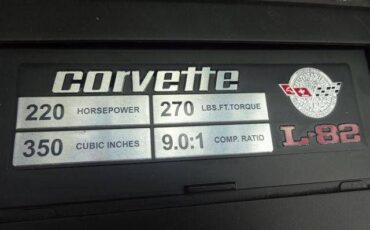 corvette
220 HORSEPOWER 270 LBS.FT.TORQUE
350 CUBIC INCHES 9.0:1 COMP. RATIO
L-82